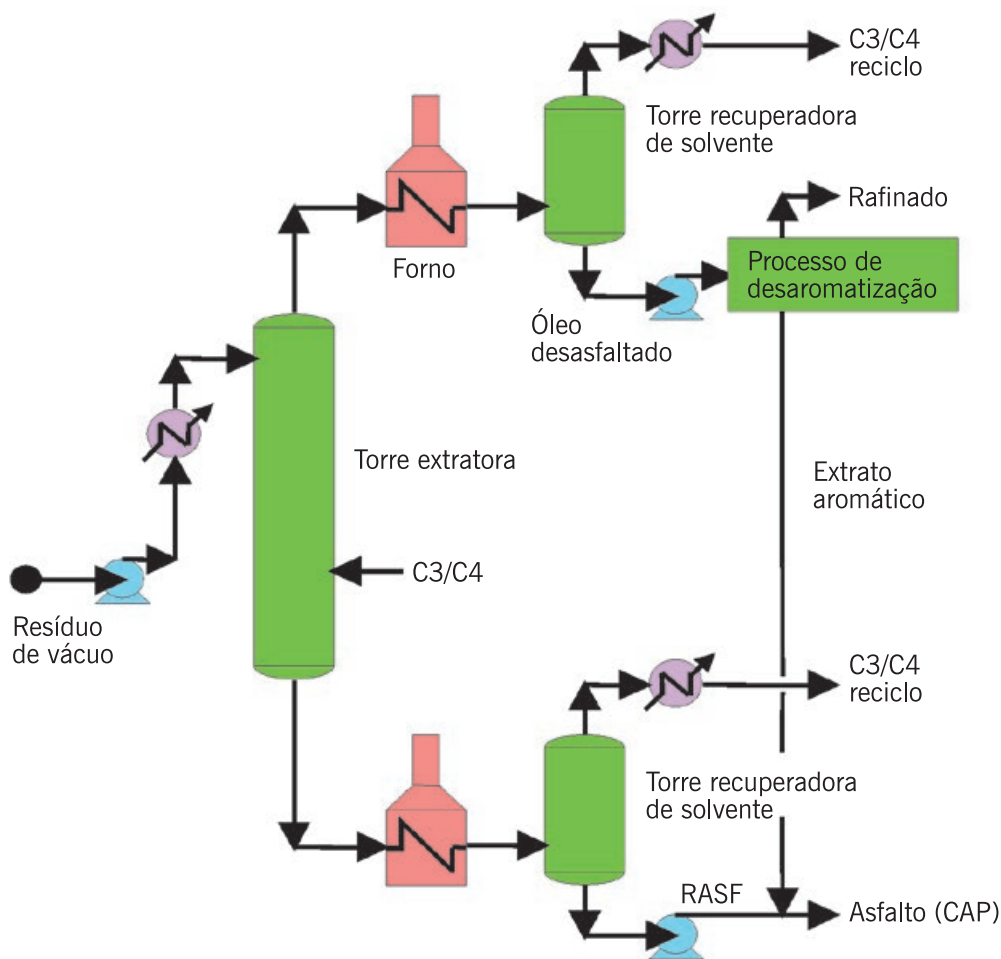 C3/C4
reciclo
Torre recuperadora
de solvente
Rafinado
Forno
Processo de
desaromatização
Óleo
desasfaltado
Torre extratora
Extrato
aromático
C3/C4
Resíduo
de vácuo
C3/C4
reciclo
Torre recuperadora
de solvente
RASF
Asfalto (CAP)